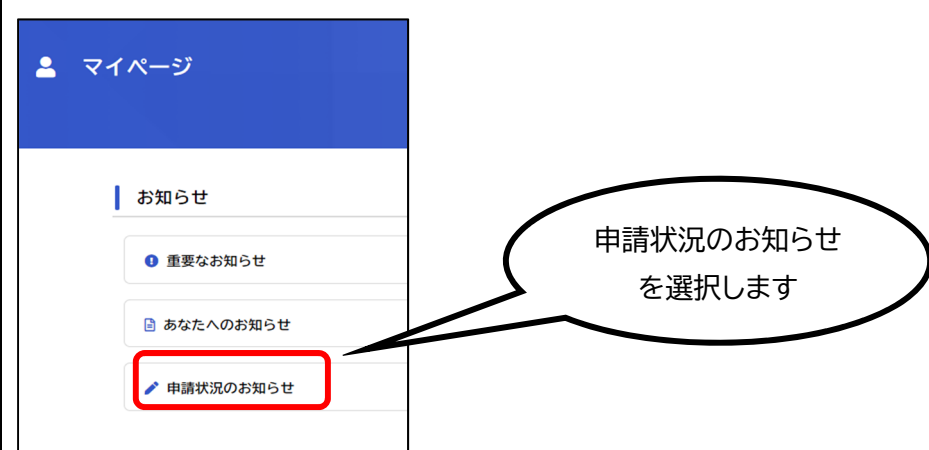 マイページ
お知らせ
重要なお知らせ
あなたへのお知らせ
申請状況のお知らせ
申請状況のお知らせ
を選択します